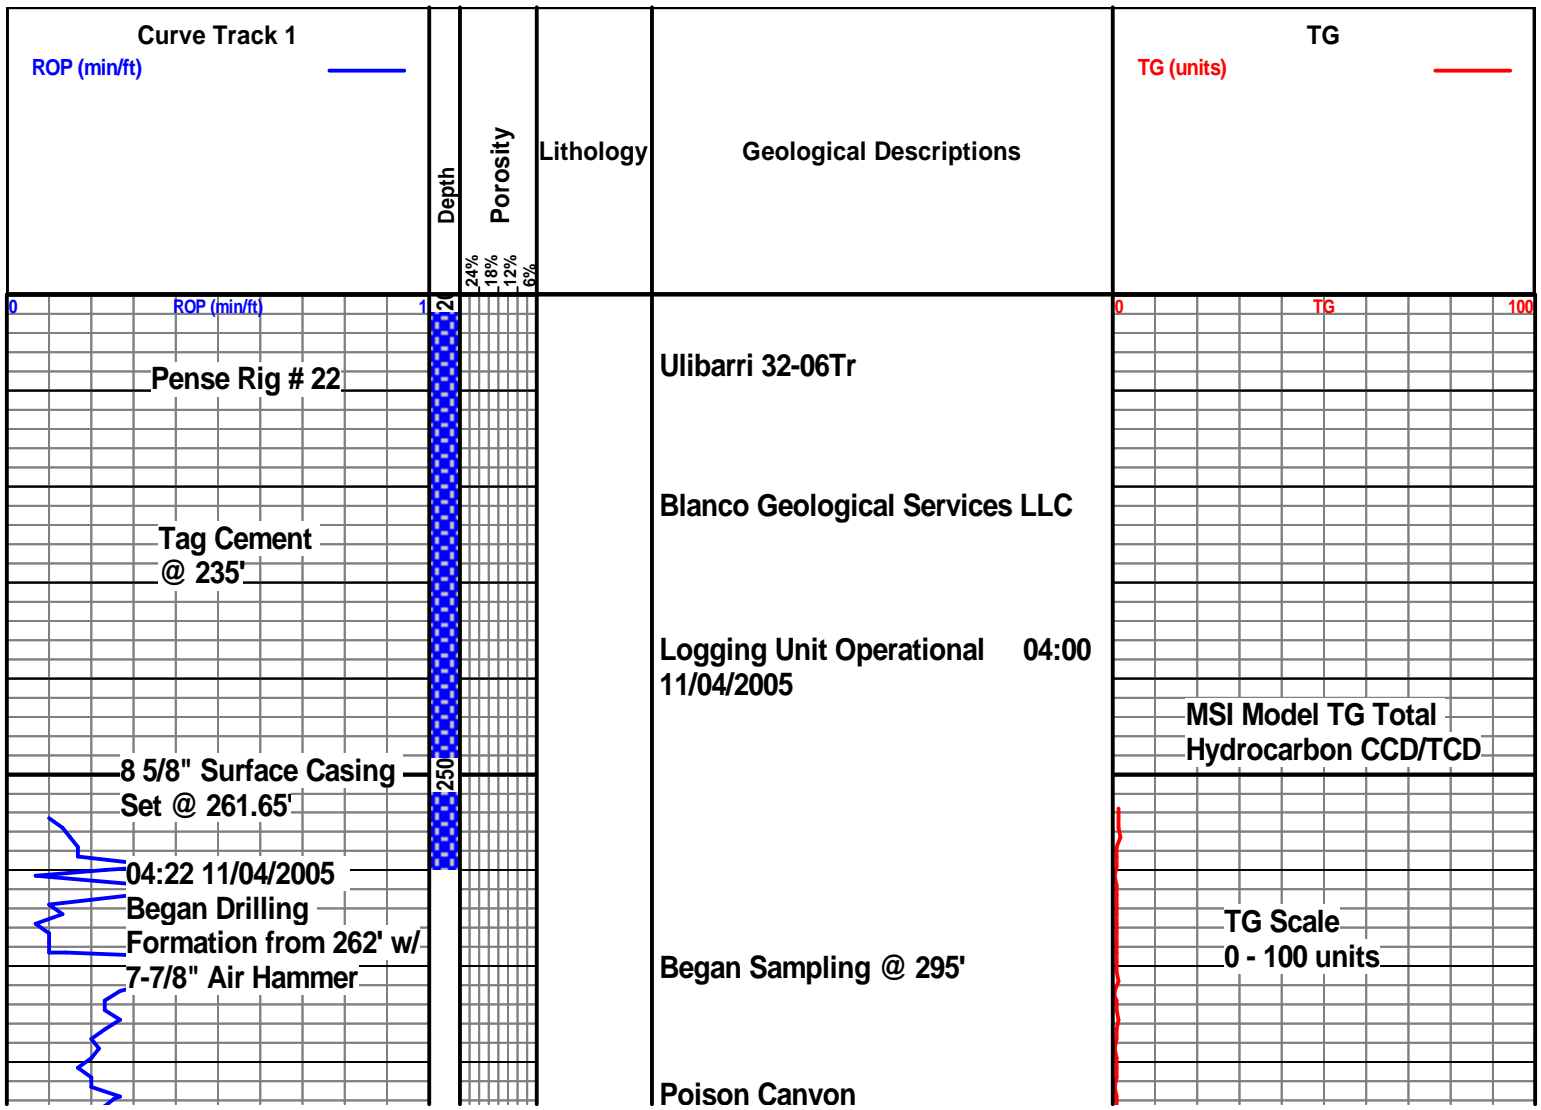 Curve Track 1
ROP (min/ft)
Depth
Porosity
24%
18%
12%
6%
Lithology
Geological Descriptions
TG
TG (units)
0 ROP (min/ft) 1
0 TG 100
Pense Rig # 22
Ulibarri 32-06Tr
Blanco Geological Services LLC
Tag Cement
@ 235'
Logging Unit Operational 04:00
11/04/2005
MSI Model TG Total
Hydrocarbon CCD/TCD
8 5/8" Surface Casing
Set @ 261.65'
250
04:22 11/04/2005
Began Drilling
Formation from 262' w/
7-7/8" Air Hammer
TG Scale
0 - 100 units
Began Sampling @ 295'
Poison Canyon